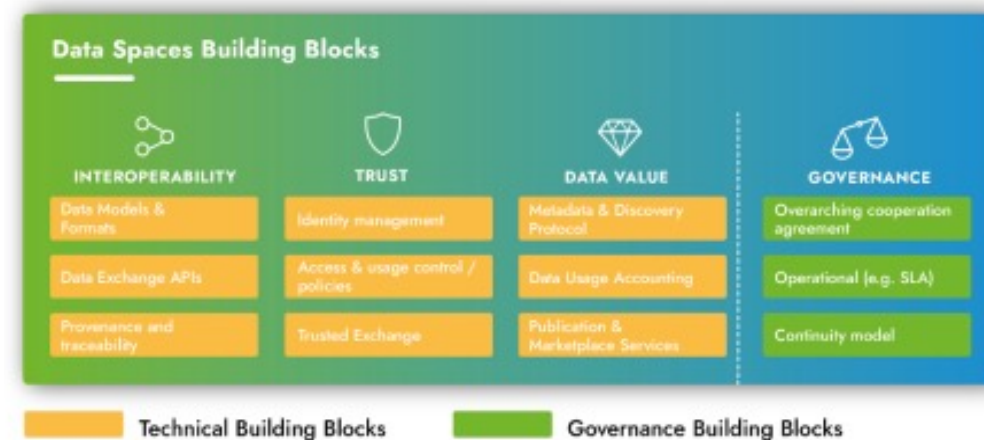 Data Spaces Building Blocks
INTEROPERABILITY
Data Models &
Formats
Data Exchange APIs
Provenance and
traceability
TRUST
Identity management
Access & usage control /
policies
Trusted Exchange
DATA VALUE
Metadata & Discovery
Protocol
Data Usage Accounting
Publication &
Marketplace Services
GOVERNANCE
Overarching cooperation
agreement
Operational (e.g. SLA)
Continuity model
Technical Building Blocks
Governance Building Blocks